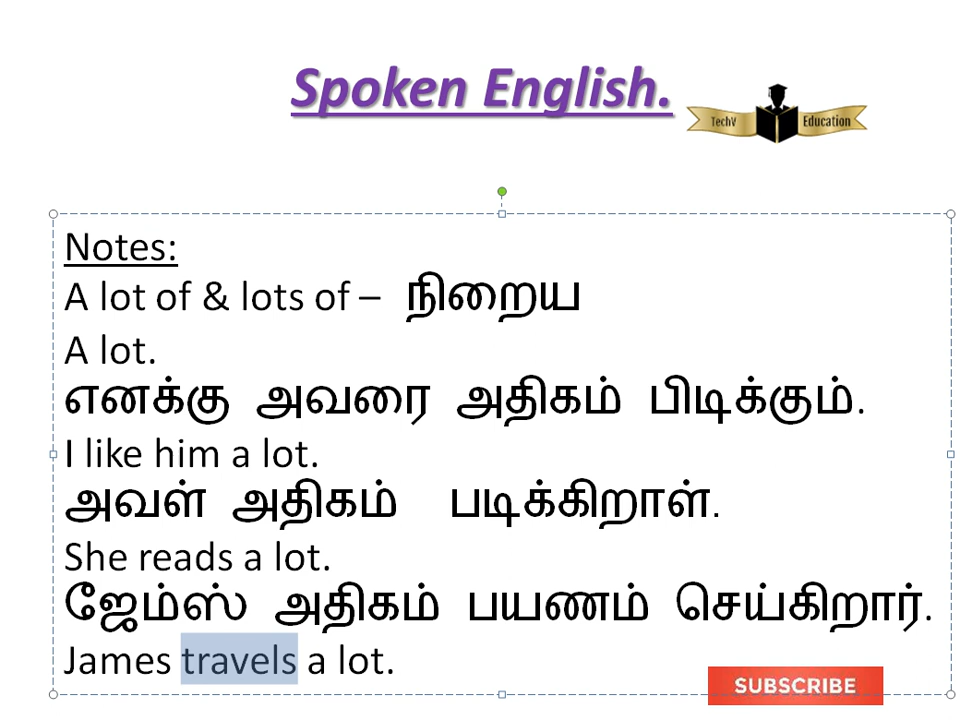 Spoken English.
TechV Education
Notes:
A lot of & lots of – நிறைய
A lot.
எனக்கு அவரை அதிகம் பிடிக்கும்.
I like him a lot.
அவள் அதிகம் படிக்கிறாள்.
She reads a lot.
ஜேம்ஸ் அதிகம் பயணம் செய்கிறார்.
James travels a lot.
SUBSCRIBE